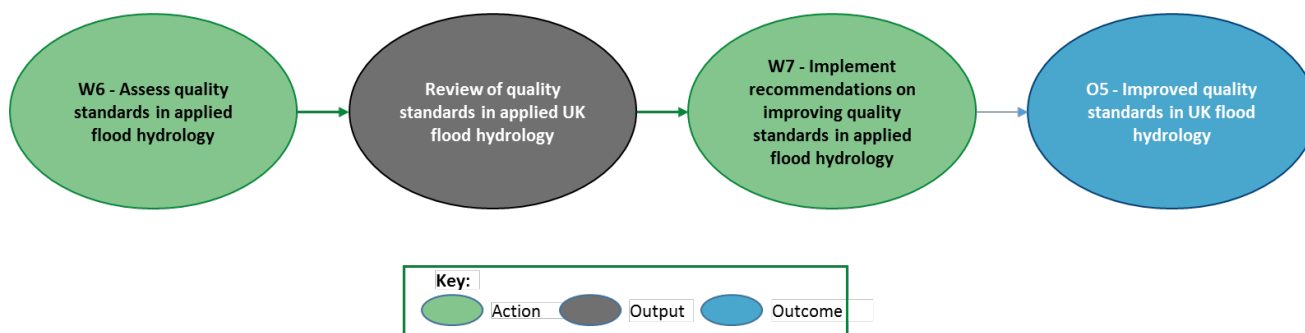 W6 - Assess quality
standards in applied
flood hydrology
Review of quality
standards in applied UK
flood hydrology
W7 - Implement
recommendations on
improving quality
standards in applied
flood hydrology
O5 - Improved quality
standards in UK flood
hydrology
Key:
Action Output Outcome